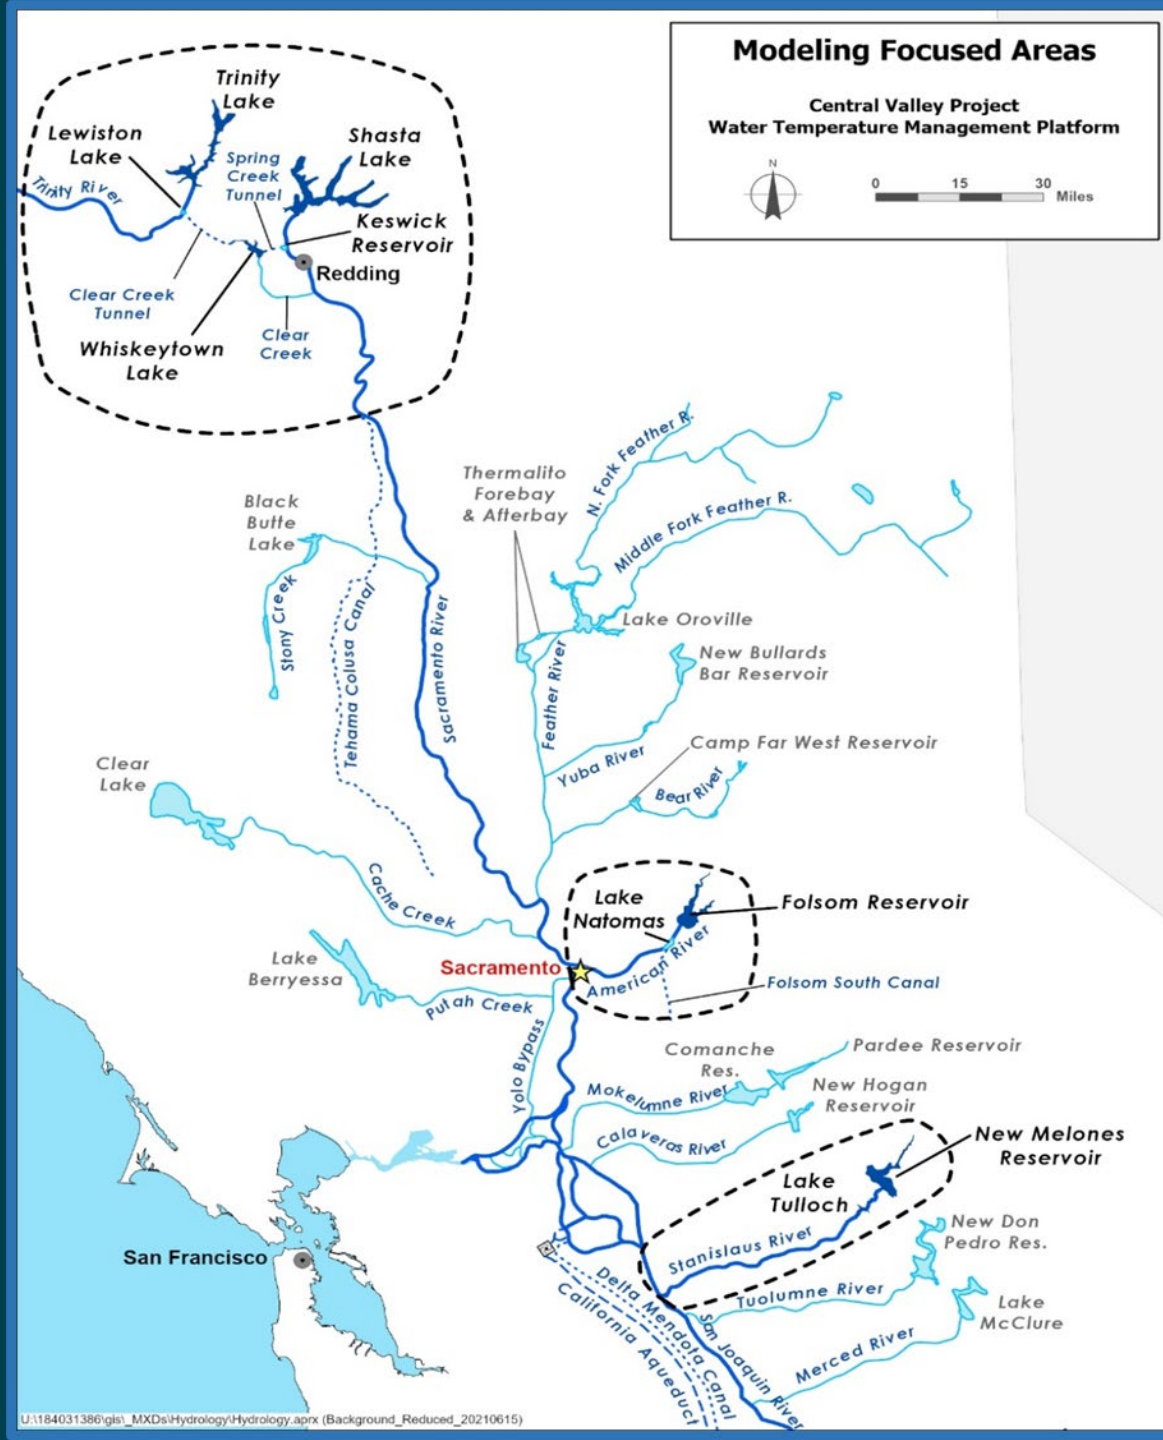 Modeling Focused Areas
Central Valley Project
Water Temperature Management Platform
N
0 15 30 Miles
Trinity
Lake
Lewiston
Lake
Shasta
Lake
Spring
Creek
Tunnel
Trinity River
Keswick
Reservoir
Redding
Clear Creek
Tunnel
Clear
Creek
Whiskeytown
Lake
Thermalito
Forebay
& Afterbay
N. Fork Feather R.
Middle Fork Feather R.
Black
Butte
Lake
Stony Creek
Tehama Colusa Canal
Sacramento River
Lake Oroville
Feather River
New Bullards
Bar Reservoir
Yuba River
Camp Far West Reservoir
Bear River
Clear
Lake
Cache Creek
Lake
Natomas
Folsom Reservoir
American River
Sacramento
Folsom South Canal
Lake
Berryessa
Putah Creek
Yolo Bypass
Comanche
Res.
Pardee Reservoir
Mokelumne River
New Hogan
Reservoir
Calaveras River
New Melones
Reservoir
Lake
Tulloch
Stanislaus River
New Don
Pedro Res.
Tuolumne River
Lake
McClure
Merced River
San Joaquin River
Delta Mendota Canal
California Aqueduct
San Francisco
U:\184031386\gis\_MXDs\Hydrology\Hydrology.aprx (Background_Reduced_20210615)